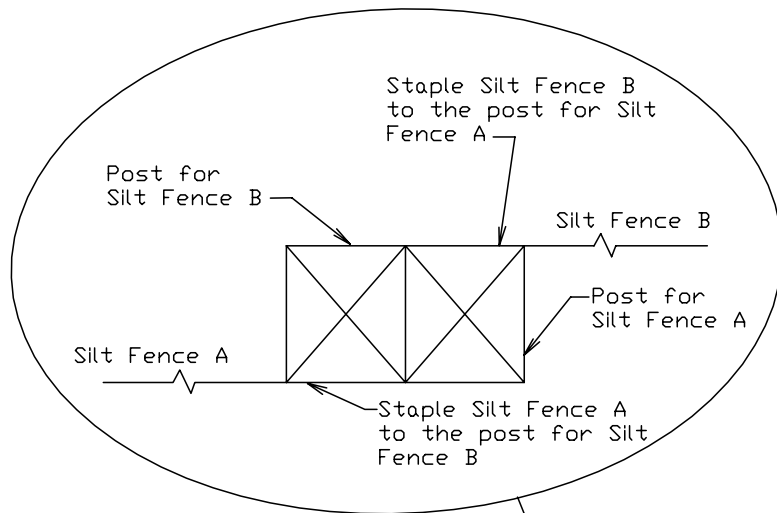 Staple Silt Fence B
to the post for Silt
Fence A
Post for
Silt Fence B
Silt Fence B
Post for
Silt Fence A
Silt Fence A
Staple Silt Fence A
to the post for Silt
Fence B